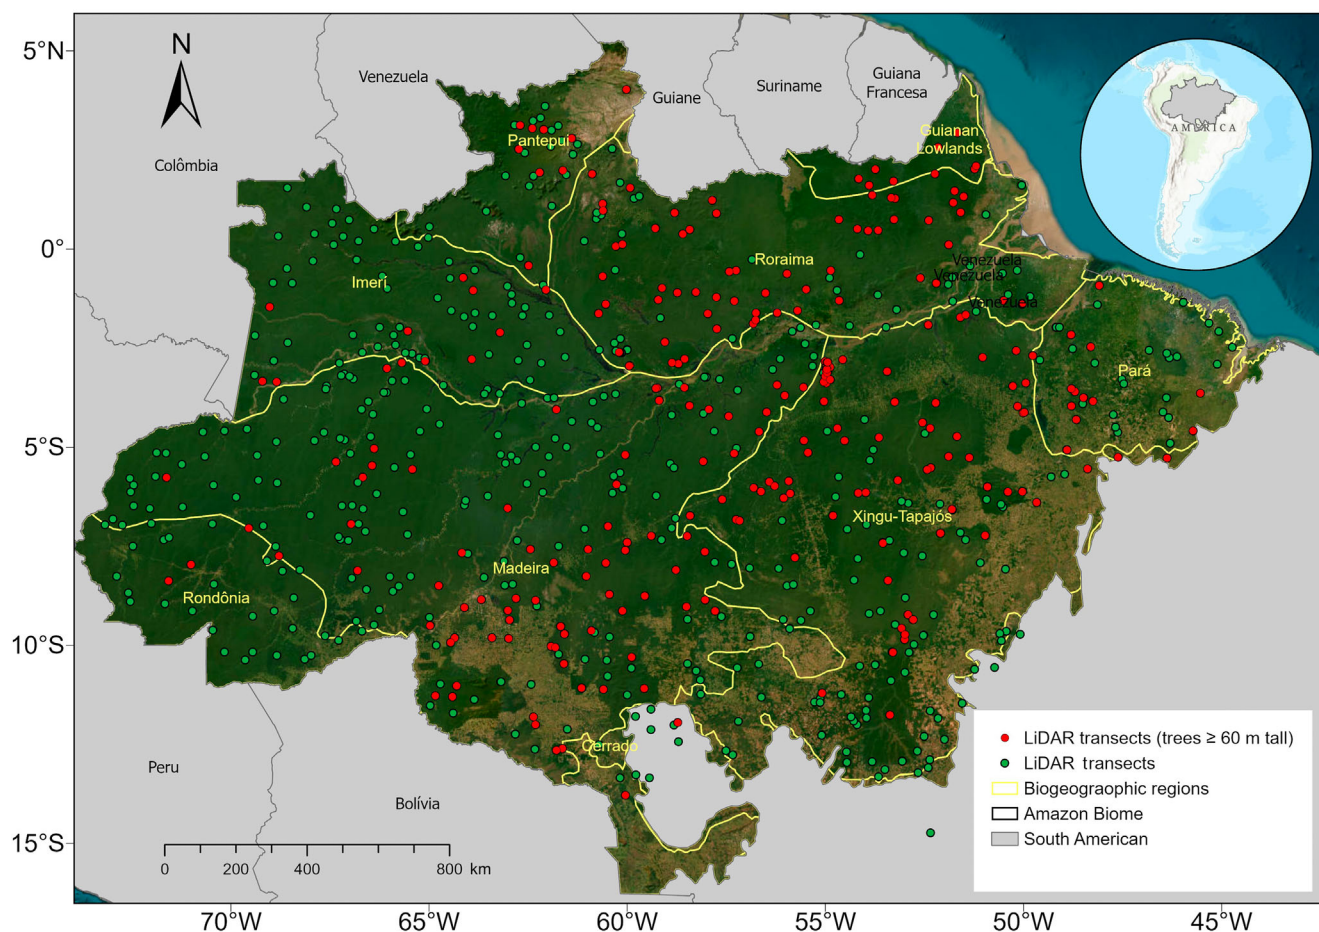 5°N
0°
5°S
10°S
15°S
70°W
65°W
60°W
55°W
50°W
45°W
N
Venezuela
Guiane
Suriname
Guiana
Francesa
Colômbia
Pantepui
Guianan
Lowlands
AMERICA
Imerí
Roraima
Venezuela
Venezuela
Venezuela
Pará
Xingu-Tapajós
Madeira
Rondônia
Cerrado
Peru
Bolívia
0 200 400 800 km
LiDAR transects (trees ≥ 60 m tall)
LiDAR transects
Biogeograophic regions
Amazon Biome
South American